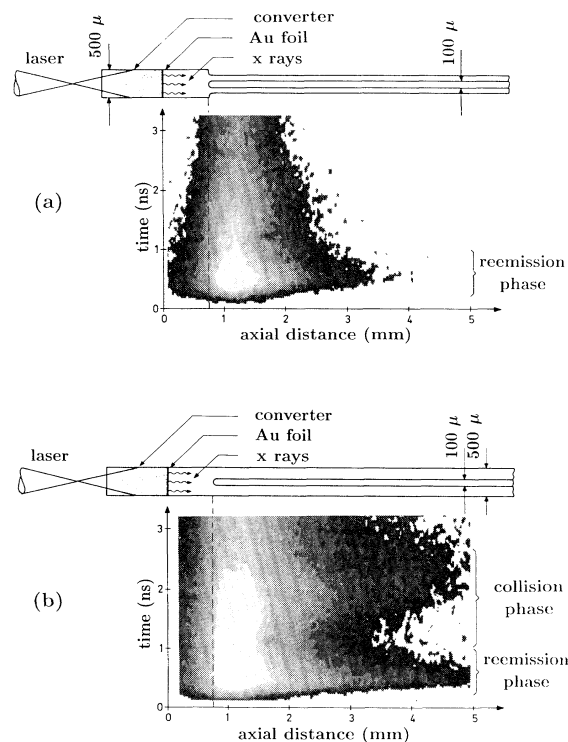 converter
500 μ
laser
Au foil
x rays
100 μ
(a)
time (ns)
3
2
1
0
0 1 2 3 4 5
axial distance (mm)
reemission
phase
converter
laser
Au foil
x rays
100 μ
500 μ
(b)
time (ns)
3
2
1
0
0 1 2 3 4 5
axial distance (mm)
collision
phase
reemission
phase